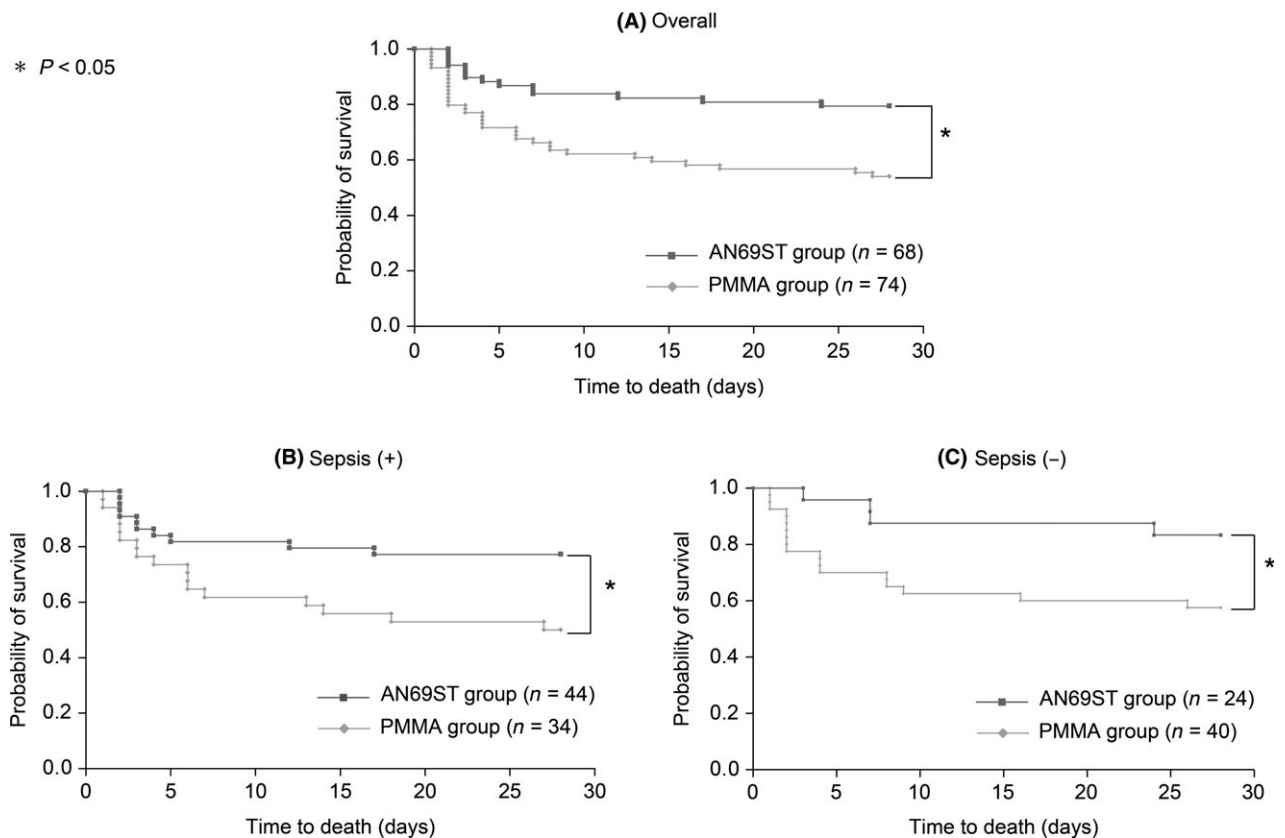 (A) Overall
* P < 0.05
1.0
0.8
0.6
0.4
0.2
0.0
Probability of survival
*
AN69ST group (n = 68)
PMMA group (n = 74)
0 5 10 15 20 25 30
Time to death (days)
(B) Sepsis (+)
1.0
0.8
0.6
0.4
0.2
0.0
Probability of survival
*
AN69ST group (n = 44)
PMMA group (n = 34)
0 5 10 15 20 25 30
Time to death (days)
(C) Sepsis (–)
1.0
0.8
0.6
0.4
0.2
0.0
Probability of survival
*
AN69ST group (n = 24)
PMMA group (n = 40)
0 5 10 15 20 25 30
Time to death (days)